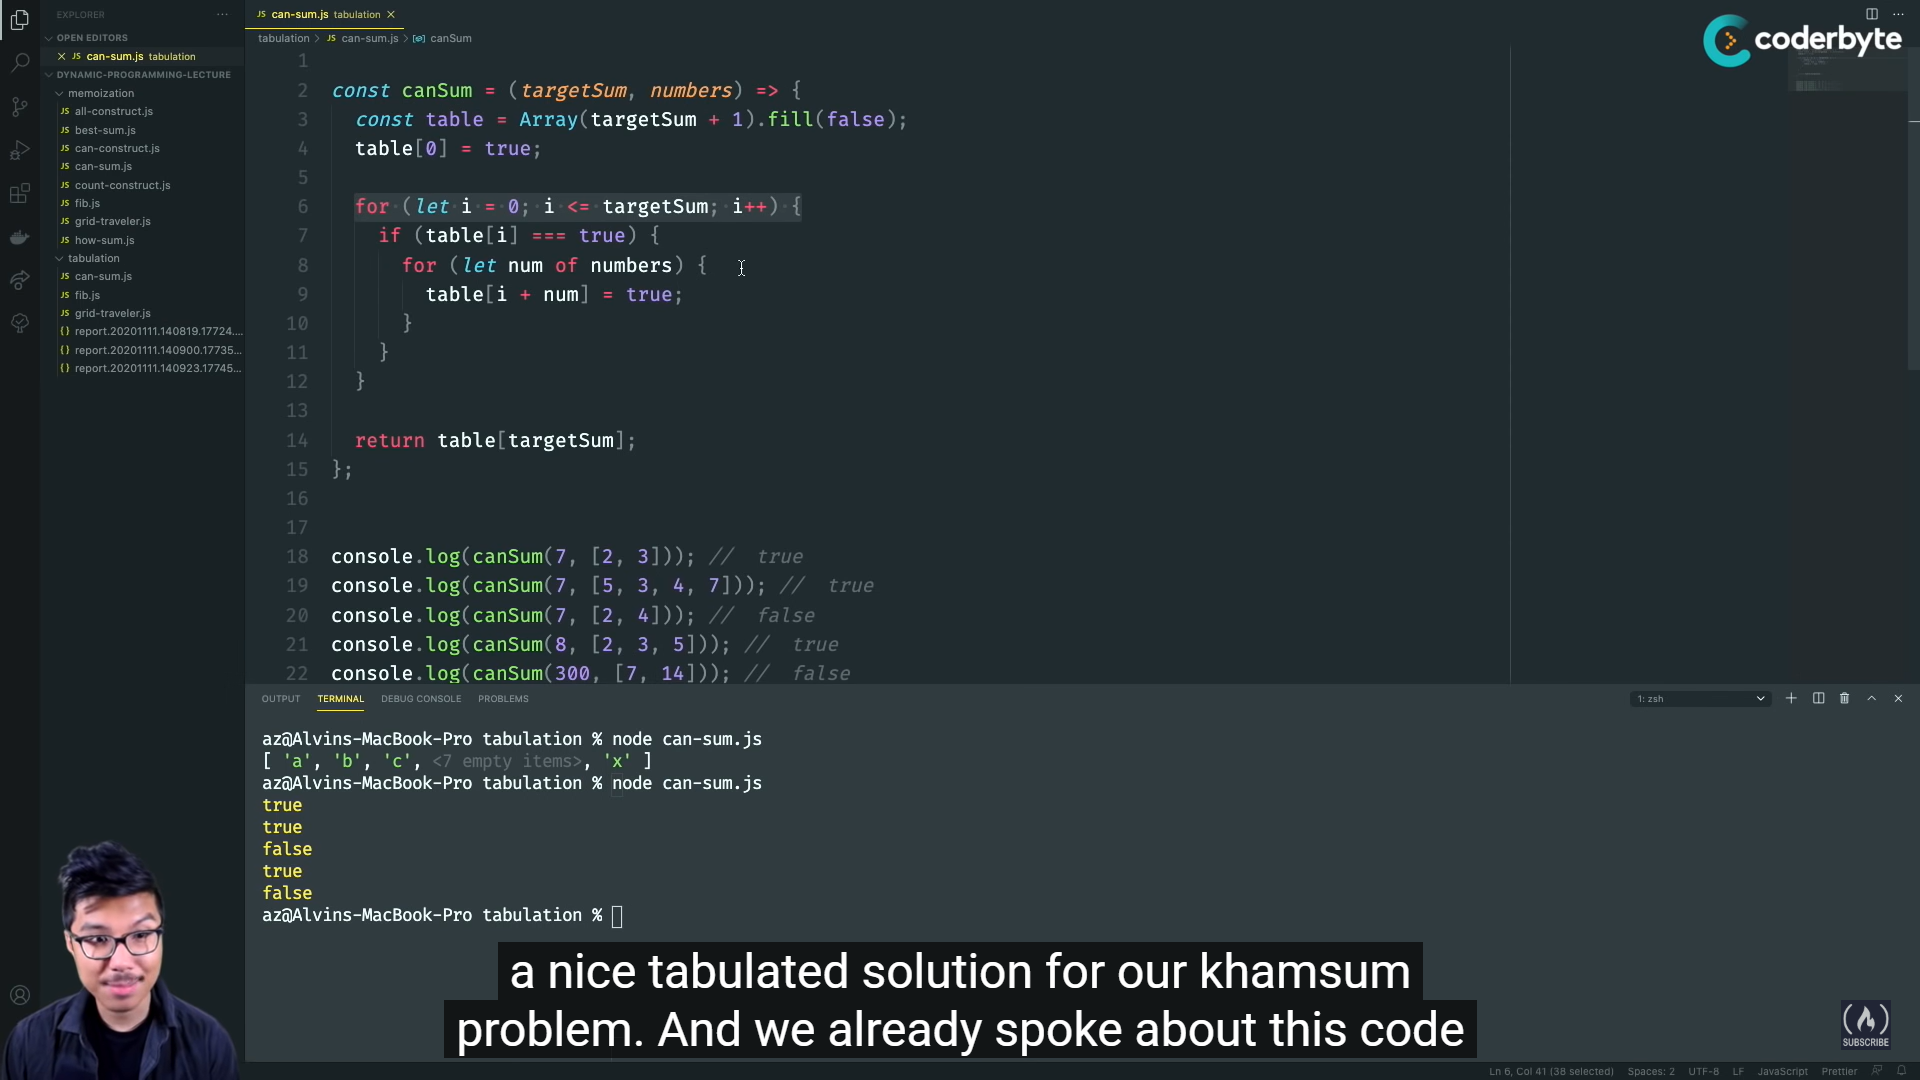 EXPLORER
OPEN EDITORS
can-sum.js tabulation
DYNAMIC-PROGRAMMING-LECTURE
memoization
JS all-construct.js
JS best-sum.js
JS can-construct.js
JS can-sum.js
JS count-construct.js
JS fib.js
JS grid-traveler.js
JS how-sum.js
tabulation
JS can-sum.js
JS fib.js
JS grid-traveler.js
{} report.20201111.140819.17724....
{} report.20201111.140900.17735...
{} report.20201111.140923.17745...
JS can-sum.js tabulation
tabulation > JS can-sum.js > canSum
coderbyte
1
2 const canSum = (targetSum, numbers) => {
3 const table = Array(targetSum + 1).fill(false);
4 table[0] = true;
5
6 for (let i = 0; i <= targetSum; i++) {
7 if (table[i] === true) {
8 for (let num of numbers) {
9 table[i + num] = true;
10 }
11 }
12 }
13
14 return table[targetSum];
15 };
16
17
18 console.log(canSum(7, [2, 3])); // true
19 console.log(canSum(7, [5, 3, 4, 7])); // true
20 console.log(canSum(7, [2, 4])); // false
21 console.log(canSum(8, [2, 3, 5])); // true
22 console.log(canSum(300, [7, 14])); // false
OUTPUT TERMINAL DEBUG CONSOLE PROBLEMS
1: zsh
az@Alvins-MacBook-Pro tabulation % node can-sum.js
[ 'a', 'b', 'c', <7 empty items>, 'x' ]
az@Alvins-MacBook-Pro tabulation % node can-sum.js
true
true
false
true
false
az@Alvins-MacBook-Pro tabulation %
a nice tabulated solution for our khamsum
problem. And we already spoke about this code
SUBSCRIBE
Ln 6, Col 41 (38 selected) Spaces: 2 UTF-8 LF JavaScript Prettier